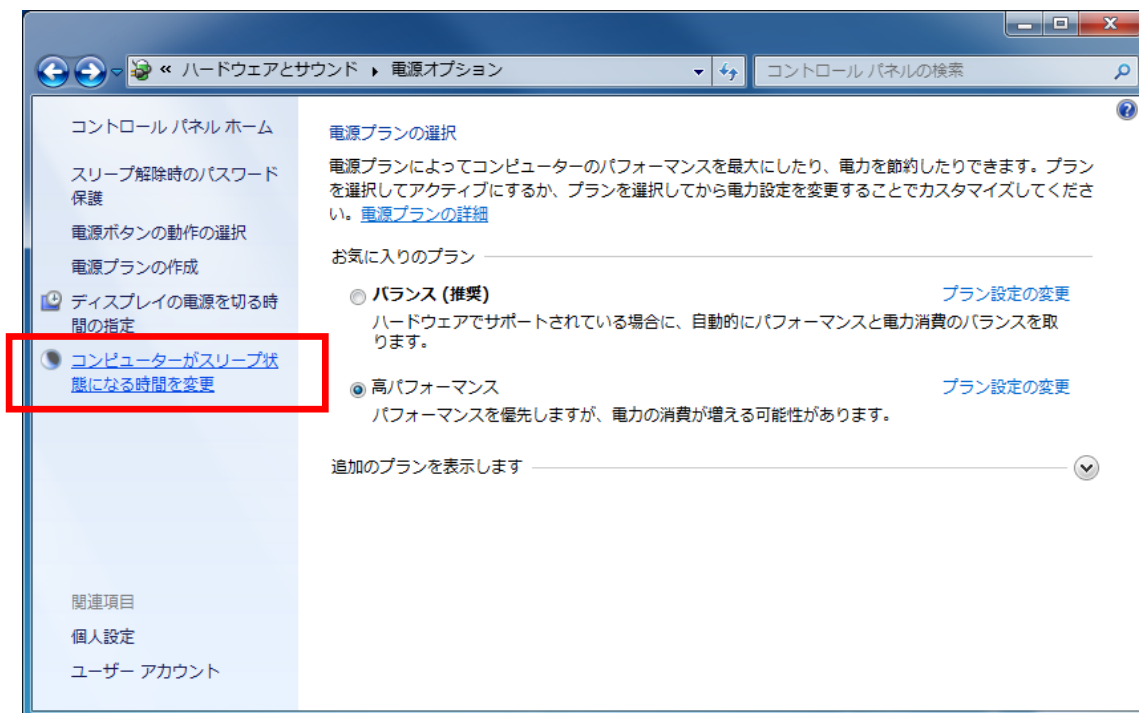 « ハードウェアとサウンド ▸ 電源オプション
コントロール パネルの検索
コントロール パネル ホーム
スリープ解除時のパスワード
保護
電源ボタンの動作の選択
電源プランの作成
ディスプレイの電源を切る時
間の指定
コンピューターがスリープ状
態になる時間を変更
関連項目
個人設定
ユーザー アカウント
電源プランの選択
電源プランによってコンピューターのパフォーマンスを最大にしたり、電力を節約したりできます。プラン
を選択してアクティブにするか、プランを選択してから電力設定を変更することでカスタマイズしてくださ
い。電源プランの詳細
お気に入りのプラン
バランス (推奨) プラン設定の変更
ハードウェアでサポートされている場合に、自動的にパフォーマンスと電力消費のバランスを取
ります。
高パフォーマンス プラン設定の変更
パフォーマンスを優先しますが、電力の消費が増える可能性があります。
追加のプランを表示します